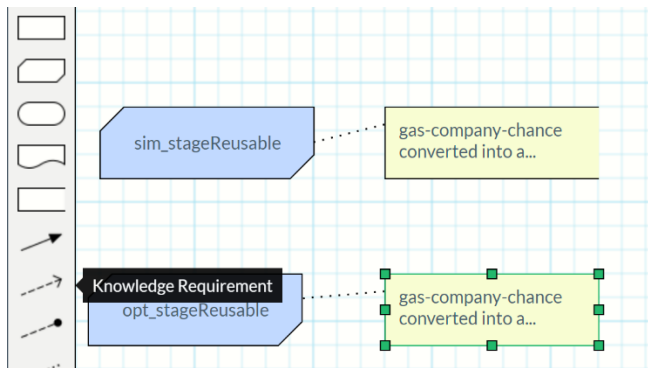 sim_stageReusable
gas-company-chance
converted into a...
Knowledge Requirement
opt_stageReusable
gas-company-chance
converted into a...